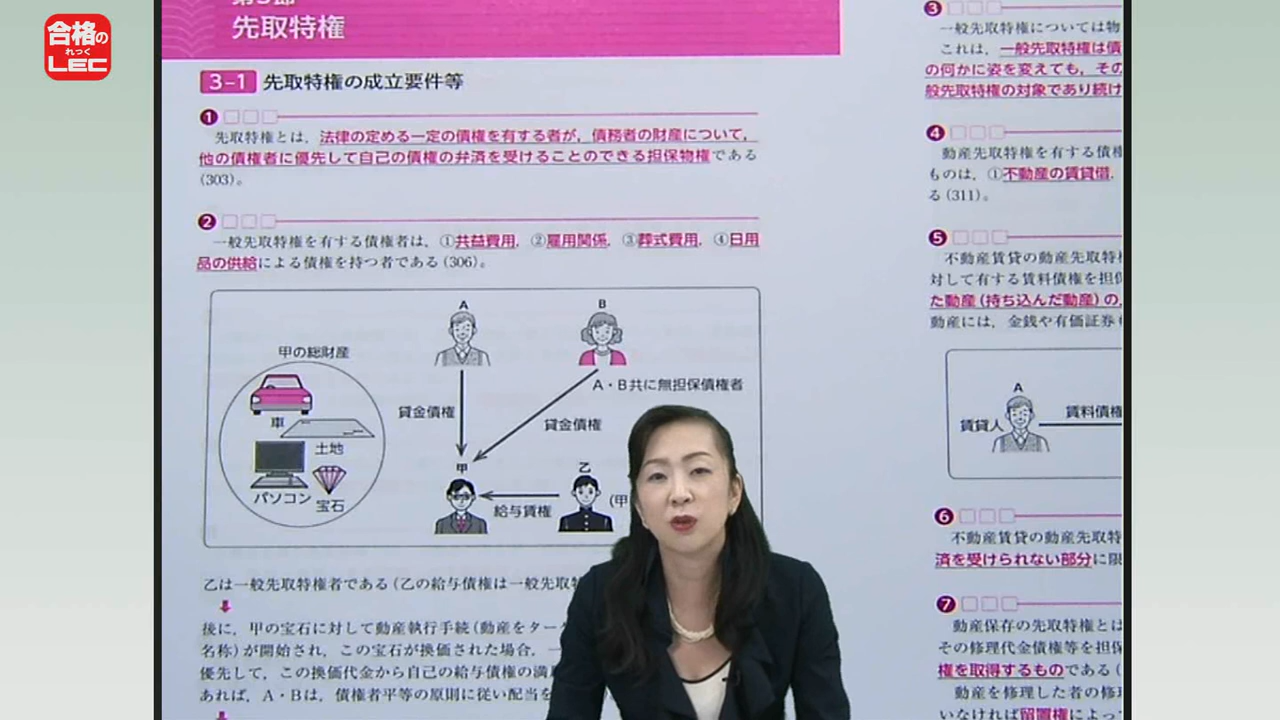 合格の
れっく
LEC
先取特権
3-1 先取特権の成立要件等
❶
先取特権とは，法律の定める一定の債権を有する者が，債務者の財産について，
他の債権者に優先して自己の債権の弁済を受けることのできる担保物権である
(303)。
❷
一般先取特権を有する債権者は，①共益費用，②雇用関係，③葬式費用，④日用
品の供給による債権を持つ者である(306)。
A
B
甲の総財産
A・B共に無担保債権者
車
貸金債権
貸金債権
土地
パソコン
宝石
甲
乙
給与賃権
(甲
乙は一般先取特権者である(乙の給与債権は一般先取特
後に，甲の宝石に対して動産執行手続(動産をター
名称)が開始され，この宝石が換価された場合，
優先して，この換価代金から自己の給与債権の満
あれば，A・Bは，債権者平等の原則に従い配当を
❸
一般先取特権については物
これは，一般先取特権は債
の何かに姿を変えても，その
般先取特権の対象であり続け
❹
動産先取特権を有する債権
ものは，①不動産の賃貸借，
る(311)。
❺
不動産賃貸の動産先取特権
対して有する賃料債権を担保
た動産(持ち込んだ動産)の，
動産には，金銭や有価証券も
A
賃貸人
賃料債権
❻
不動産賃貸の動産先取特
済を受けられない部分に限
❼
動産保存の先取特権とは
その修理代金債権等を担保
権を取得するものである(
動産を修理した者の修理
いなければ留置権によっ